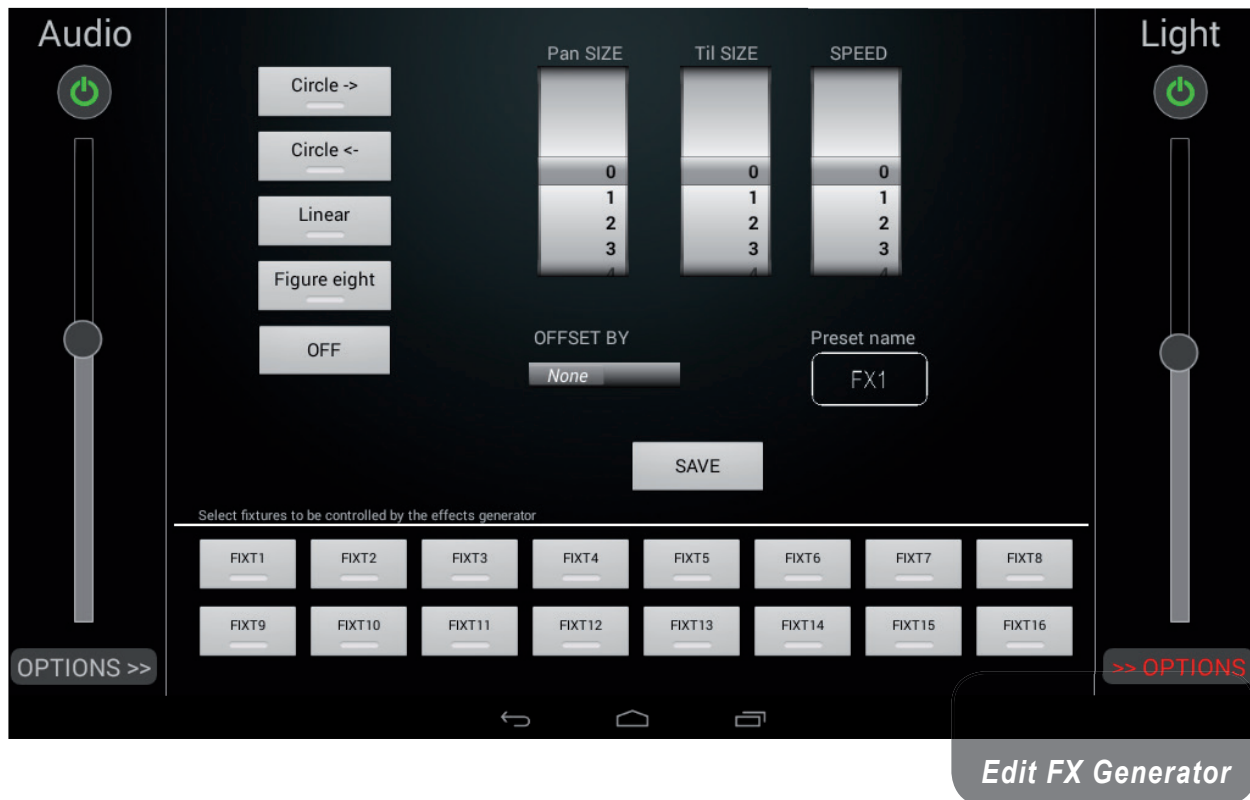 Audio
Light
Pan SIZE Til SIZE SPEED
Circle ->
Circle <-
Linear
Figure eight
OFF
0 0 0
1 1 1
2 2 2
3 3 3
4 4 4
OFFSET BY
None
Preset name
FX1
SAVE
Select fixtures to be controlled by the effects generator
FIXT1 FIXT2 FIXT3 FIXT4 FIXT5 FIXT6 FIXT7 FIXT8
FIXT9 FIXT10 FIXT11 FIXT12 FIXT13 FIXT14 FIXT15 FIXT16
OPTIONS >>
>> OPTIONS
Edit FX Generator